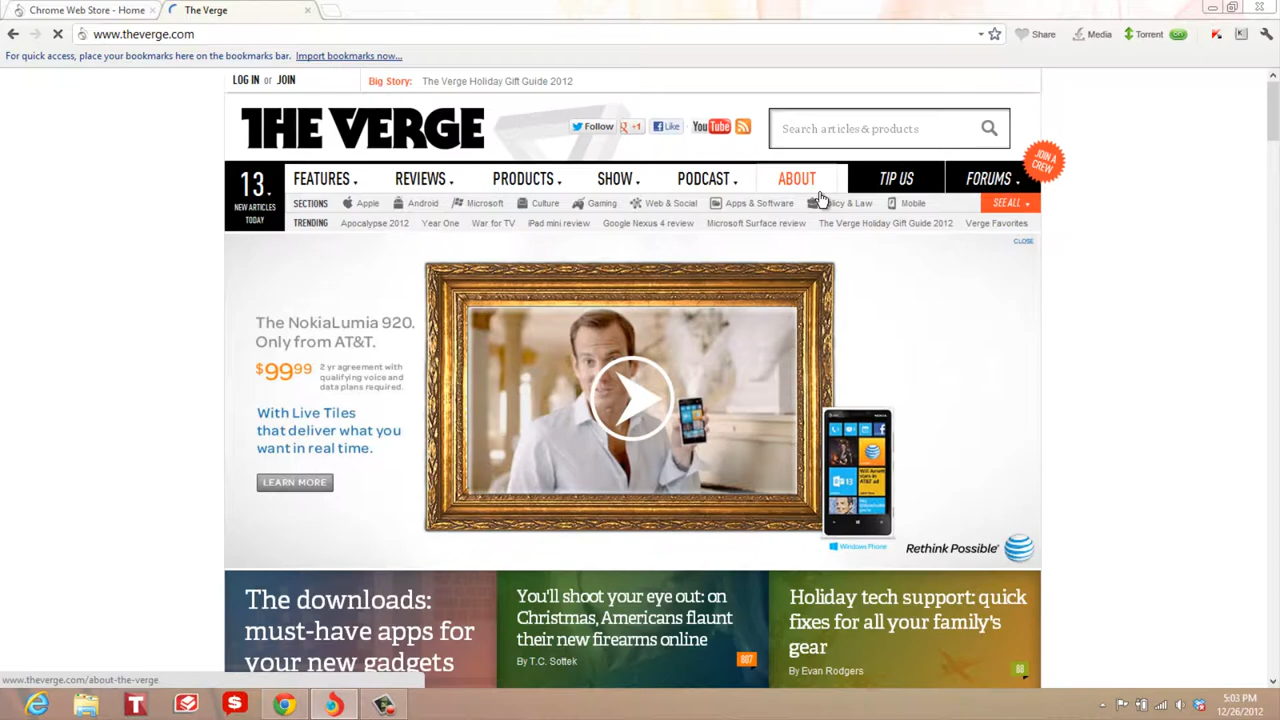 Chrome Web Store - Home
The Verge
www.theverge.com
Share
Media
Torrent
For quick access, place your bookmarks here on the bookmarks bar. Import bookmarks now...
LOG IN or JOIN
Big Story: The Verge Holiday Gift Guide 2012
THE VERGE
Follow
+1
Like
YouTube
Search articles & products
JOIN A CREW
13
NEW ARTICLES TODAY
FEATURES
REVIEWS
PRODUCTS
SHOW
PODCAST
ABOUT
TIP US
FORUMS
SECTIONS Apple Android Microsoft Culture Gaming Web & Social Apps & Software Policy & Law Mobile SEE ALL
TRENDING Apocalypse 2012 Year One War for TV iPad mini review Google Nexus 4 review Microsoft Surface review The Verge Holiday Gift Guide 2012 Verge Favorites
CLOSE
The NokiaLumia 920.
Only from AT&T.
$99⁹⁹
2 yr agreement with
qualifying voice and
data plans required.
With Live Tiles
that deliver what you
want in real time.
LEARN MORE
Windows Phone
Rethink Possible
The downloads:
must-have apps for
your new gadgets
You'll shoot your eye out: on
Christmas, Americans flaunt
their new firearms online
By T.C. Sottek
807
Holiday tech support: quick
fixes for all your family's
gear
By Evan Rodgers
88
www.theverge.com/about-the-verge
5:03 PM
12/26/2012